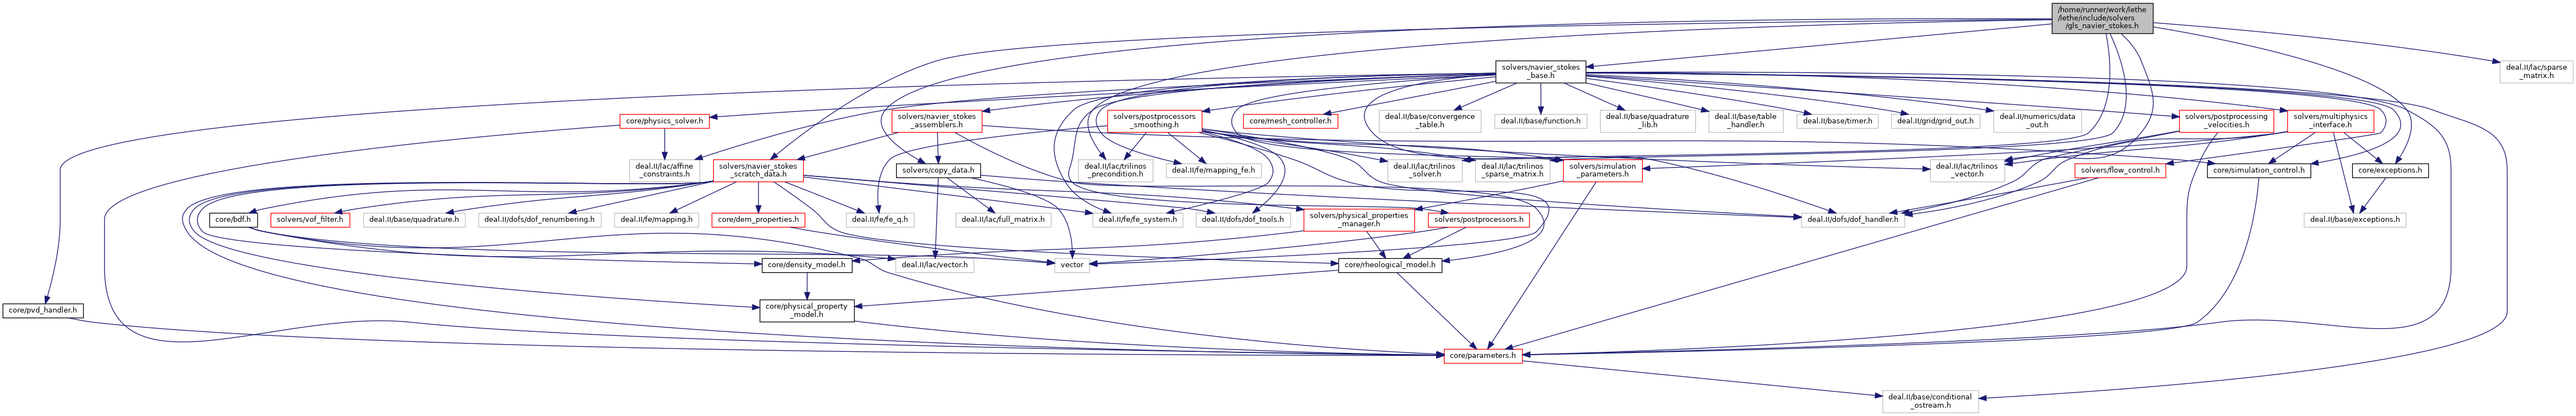 /home/runner/work/lethe
/lethe/include/solvers
/gls_navier_stokes.h
solvers/navier_stokes
_base.h
deal.II/lac/sparse
_matrix.h
core/physics_solver.h
solvers/navier_stokes
_assemblers.h
solvers/postprocessors
_smoothing.h
core/mesh_controller.h
deal.II/base/convergence
_table.h
deal.II/base/function.h
deal.II/base/quadrature
_lib.h
deal.II/base/table
_handler.h
deal.II/base/timer.h
deal.II/grid/grid_out.h
deal.II/numerics/data
_out.h
solvers/postprocessing
_velocities.h
solvers/multiphysics
_interface.h
deal.II/lac/affine
_constraints.h
solvers/navier_stokes
_scratch_data.h
solvers/copy_data.h
deal.II/lac/trilinos
_precondition.h
deal.II/fe/mapping_fe.h
deal.II/lac/trilinos
_solver.h
deal.II/lac/trilinos
_sparse_matrix.h
solvers/simulation
_parameters.h
deal.II/lac/trilinos
_vector.h
solvers/flow_control.h
core/simulation_control.h
core/exceptions.h
core/bdf.h
solvers/vof_filter.h
deal.II/base/quadrature.h
deal.II/dofs/dof_renumbering.h
deal.II/fe/mapping.h
core/dem_properties.h
deal.II/fe/fe_q.h
deal.II/lac/full_matrix.h
deal.II/fe/fe_system.h
deal.II/dofs/dof_tools.h
solvers/physical_properties
_manager.h
solvers/postprocessors.h
deal.II/dofs/dof_handler.h
deal.II/base/exceptions.h
core/density_model.h
deal.II/lac/vector.h
vector
core/rheological_model.h
core/pvd_handler.h
core/physical_property
_model.h
core/parameters.h
deal.II/base/conditional
_ostream.h